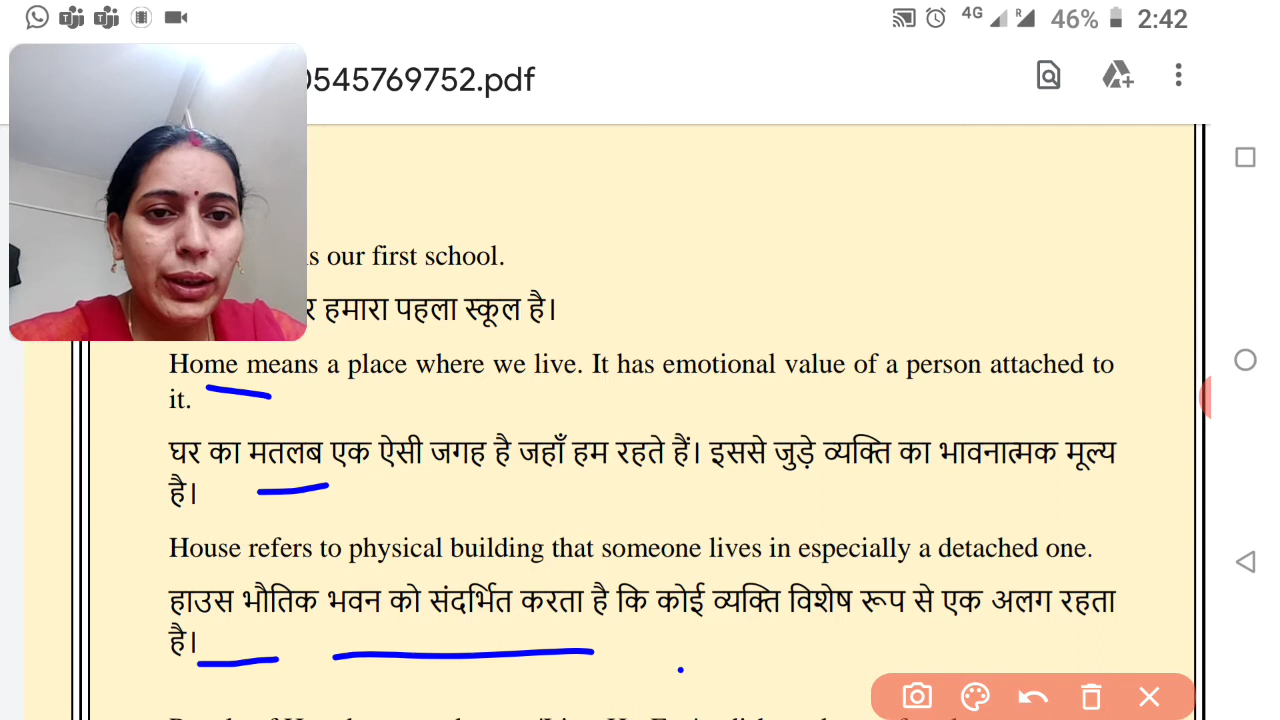 4G R 46% 2:42
0545769752.pdf
is our first school.
हमारा पहला स्कूल है।
Home means a place where we live. It has emotional value of a person attached to
it.
घर का मतलब एक ऐसी जगह है जहाँ हम रहते हैं। इससे जुड़े व्यक्ति का भावनात्मक मूल्य
है।
House refers to physical building that someone lives in especially a detached one.
हाउस भौतिक भवन को संदर्भित करता है कि कोई व्यक्ति विशेष रूप से एक अलग रहता
है।